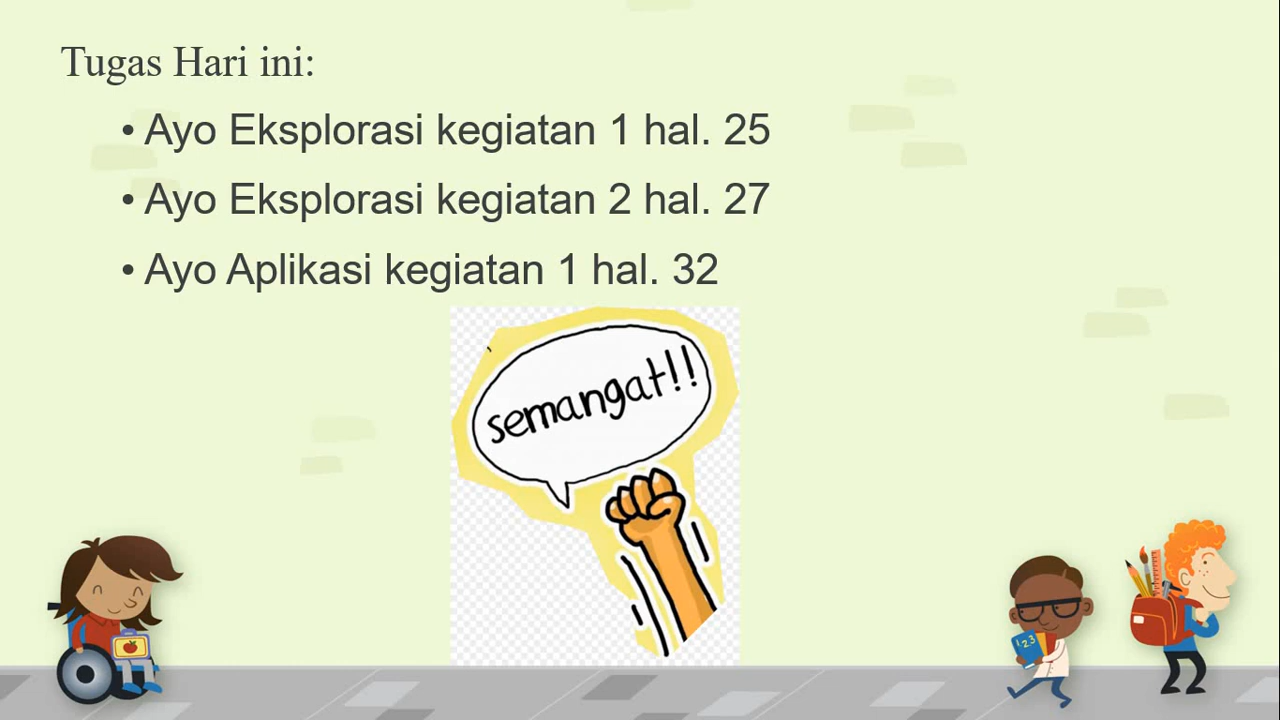 Tugas Hari ini:
• Ayo Eksplorasi kegiatan 1 hal. 25
• Ayo Eksplorasi kegiatan 2 hal. 27
• Ayo Aplikasi kegiatan 1 hal. 32
semangat!!
123